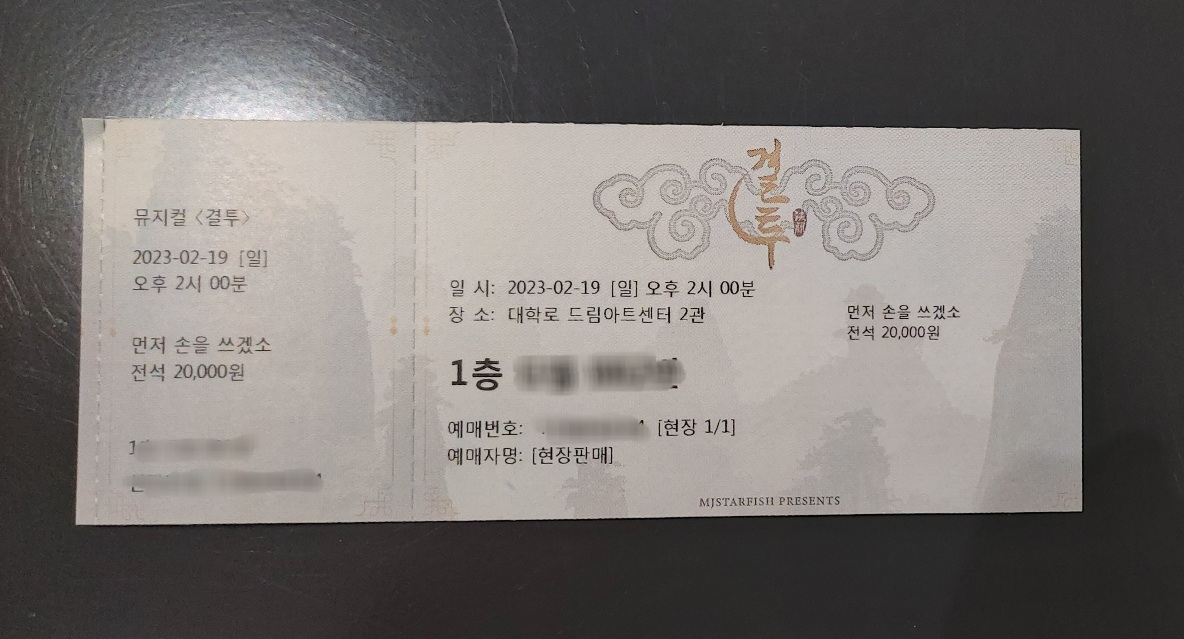 뮤지컬 <결투>
2023-02-19 [일]
오후 2시 00분
먼저 손을 쓰겠소
전석 20,000원
결투
일 시: 2023-02-19 [일] 오후 2시 00분
장 소: 대학로 드림아트센터 2관
먼저 손을 쓰겠소
전석 20,000원
1층
예매번호: [현장 1/1]
예매자명: [현장판매]
MJSTARFISH PRESENTS